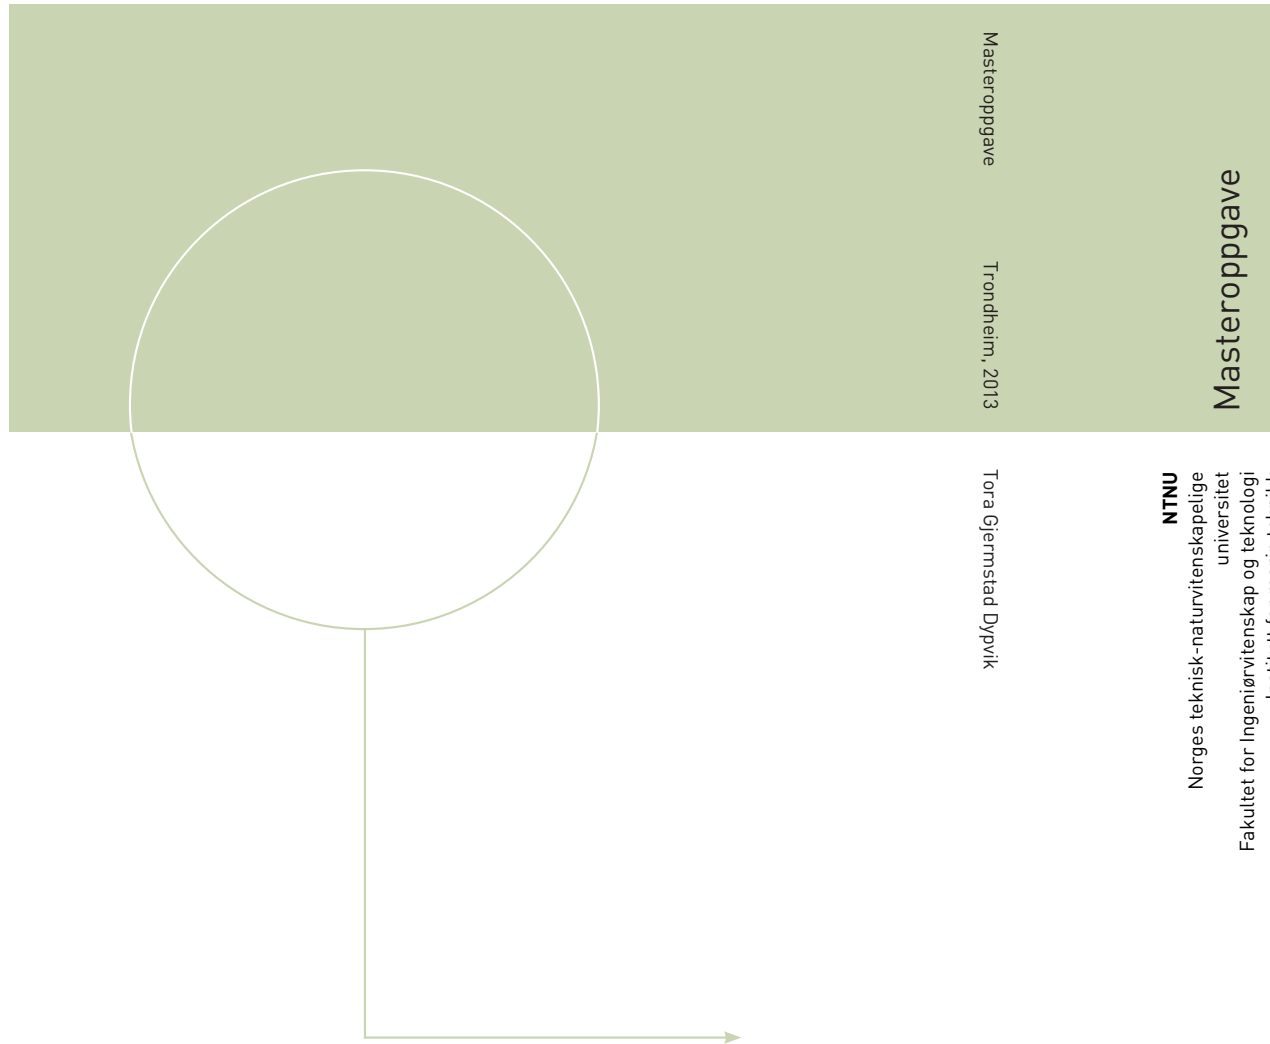 Masteroppgave
Trondheim, 2013
Tora Gjermstad Dypvik
Masteroppgave
NTNU
Norges teknisk-naturvitenskapelige
universitet
Fakultet for Ingeniørvitenskap og teknologi